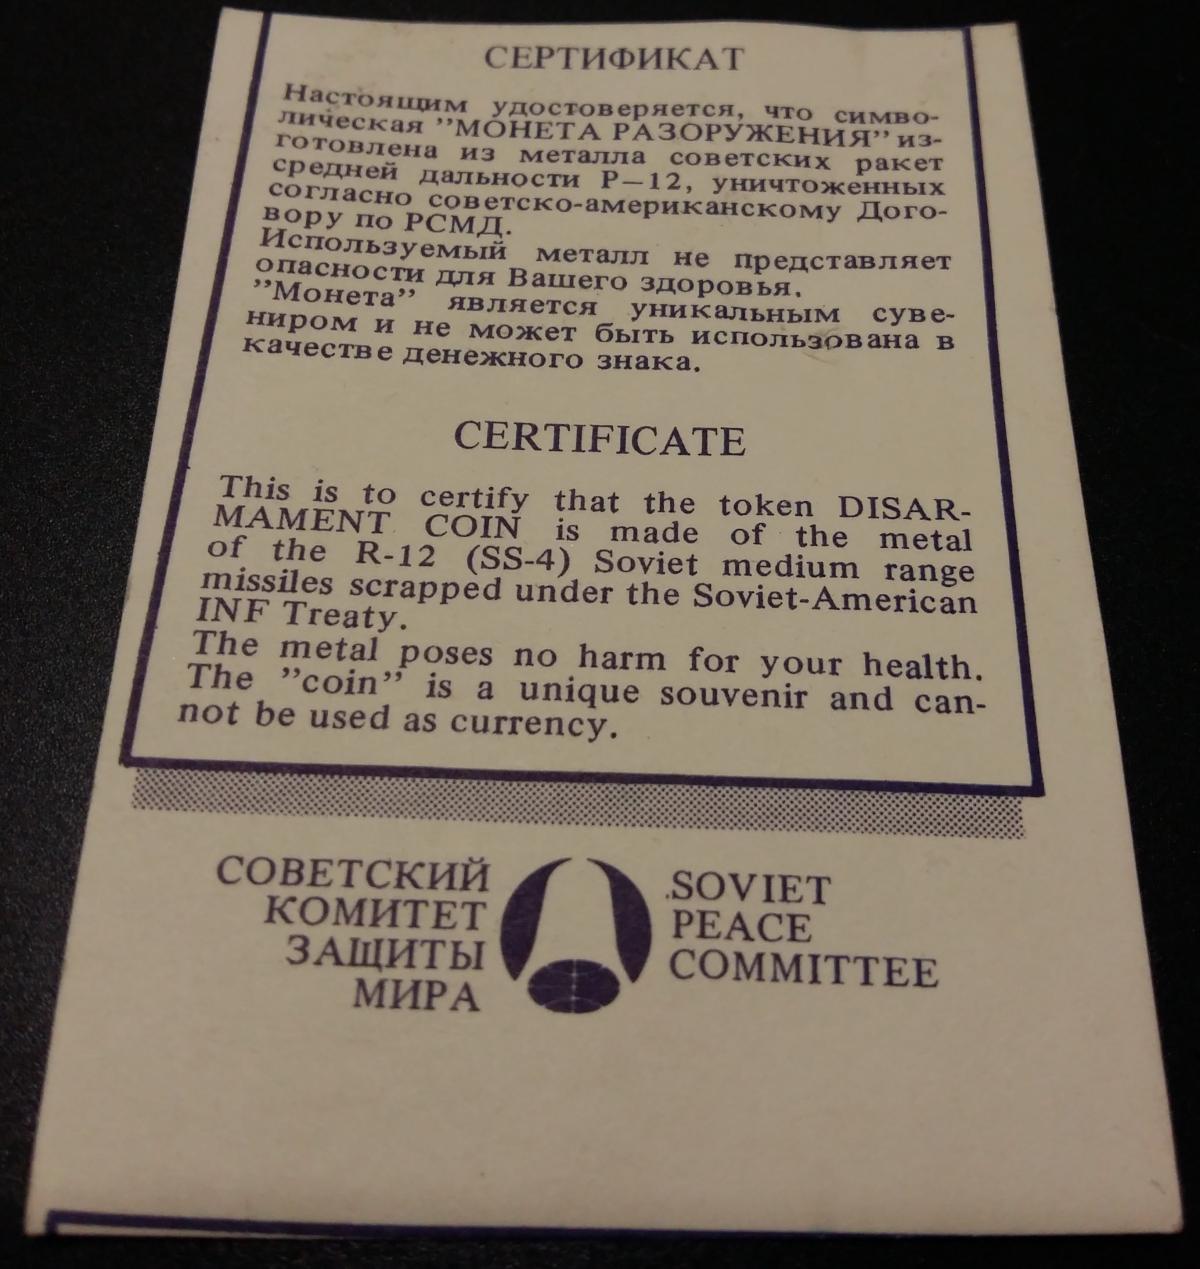 СЕРТИФИКАТ
Настоящим удостоверяется, что симво-
лическая ”МОНЕТА РАЗОРУЖЕНИЯ” из-
готовлена из металла советских ракет
средней дальности Р—12, уничтоженных
согласно советско-американскому Дого-
вору по РСМД.
Используемый металл не представляет
опасности для Вашего здоровья.
”Монета” является уникальным суве-
ниром и не может быть использована в
качестве денежного знака.
CERTIFICATE
This is to certify that the token DISAR-
MAMENT COIN is made of the metal
of the R-12 (SS-4) Soviet medium range
missiles scrapped under the Soviet-American
INF Treaty.
The metal poses no harm for your health.
The ”coin” is a unique souvenir and can-
not be used as currency.
СОВЕТСКИЙ
КОМИТЕТ
ЗАЩИТЫ
МИРА
SOVIET
PEACE
COMMITTEE